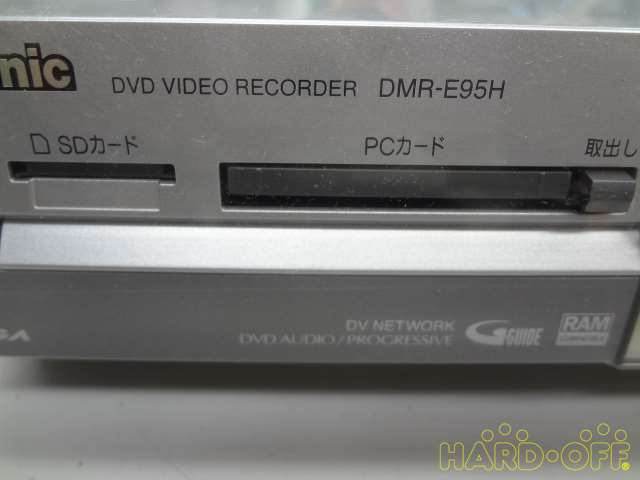 nic
DVD VIDEO RECORDER DMR-E95H
SDカード
PCカード
取出し
GA
DV NETWORK
DVD AUDIO/PROGRESSIVE
G GUIDE
RAM
HARD-OFF